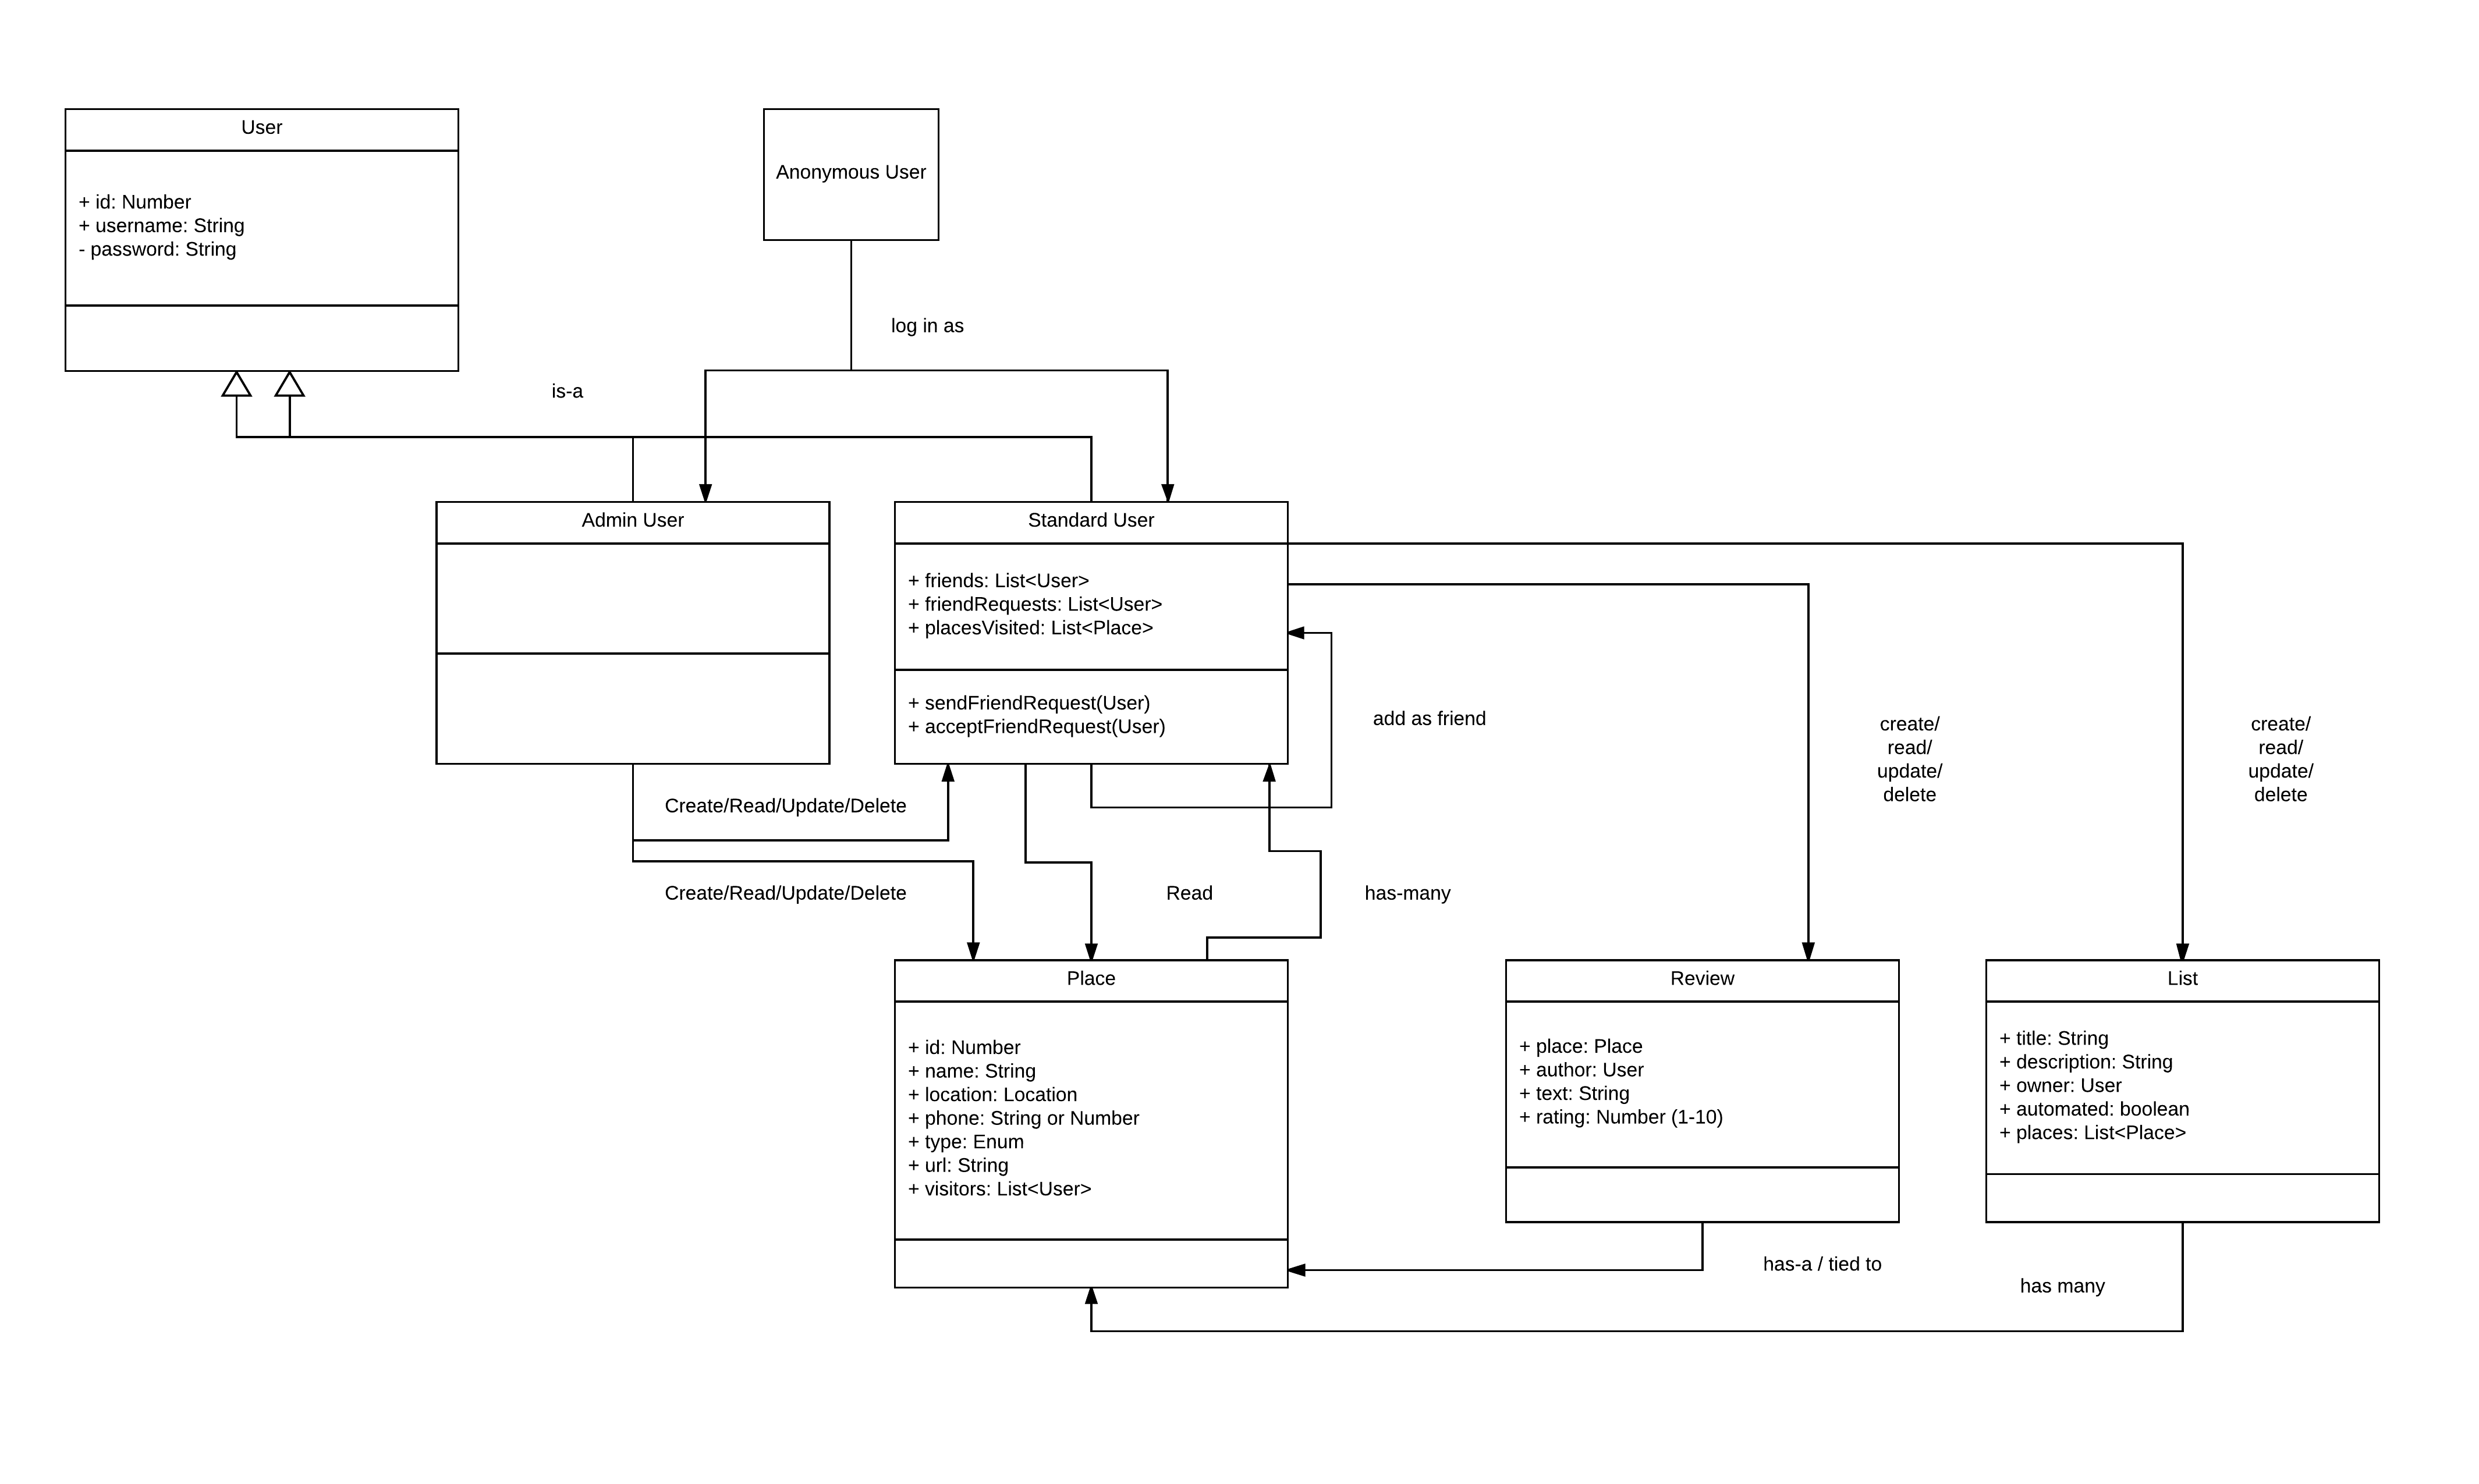 User
+ id: Number
+ username: String
- password: String
Anonymous User
log in as
is-a
Admin User
Standard User
+ friends: List<User>
+ friendRequests: List<User>
+ placesVisited: List<Place>
+ sendFriendRequest(User)
+ acceptFriendRequest(User)
add as friend
create/
read/
update/
delete
create/
read/
update/
delete
Create/Read/Update/Delete
Create/Read/Update/Delete
Read
has-many
Place
+ id: Number
+ name: String
+ location: Location
+ phone: String or Number
+ type: Enum
+ url: String
+ visitors: List<User>
Review
+ place: Place
+ author: User
+ text: String
+ rating: Number (1-10)
List
+ title: String
+ description: String
+ owner: User
+ automated: boolean
+ places: List<Place>
has-a / tied to
has many